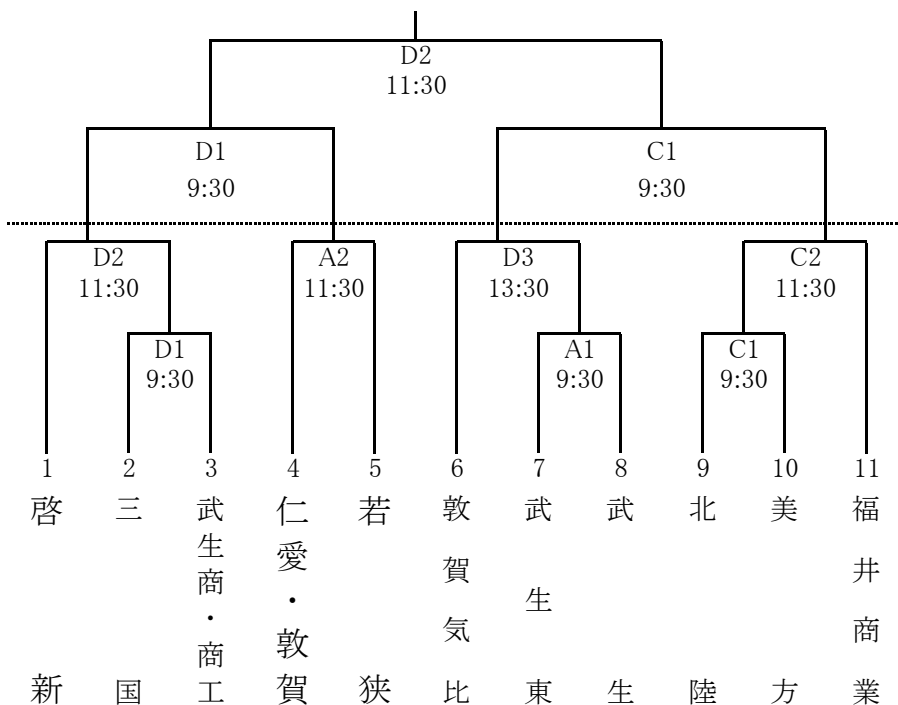 D2
11:30
D1
9:30
C1
9:30
D2
11:30
A2
11:30
D3
13:30
C2
11:30
D1
9:30
A1
9:30
C1
9:30
1
2
3
4
5
6
7
8
9
10
11
啓新
三国
武生商・商工
仁愛・敦賀
若狭
敦賀気比
武生東
武生
北陸
美方
福井商業